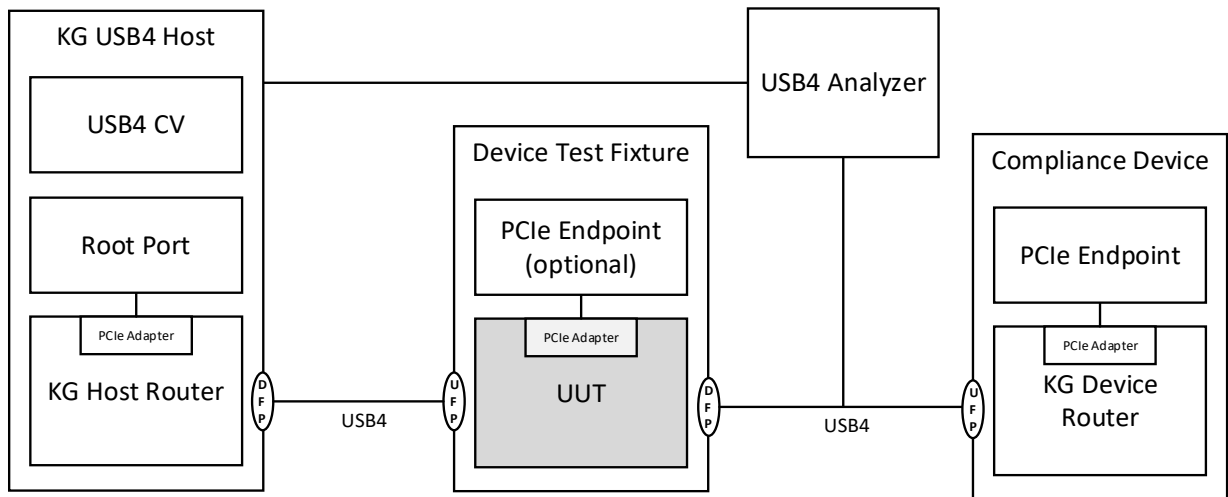 KG USB4 Host
USB4 CV
Root Port
PCIe Adapter
KG Host Router
DFP
USB4
Device Test Fixture
PCIe Endpoint
(optional)
PCIe Adapter
UUT
UFP
DFP
USB4 Analyzer
USB4
Compliance Device
PCIe Endpoint
PCIe Adapter
KG Device
Router
UFP